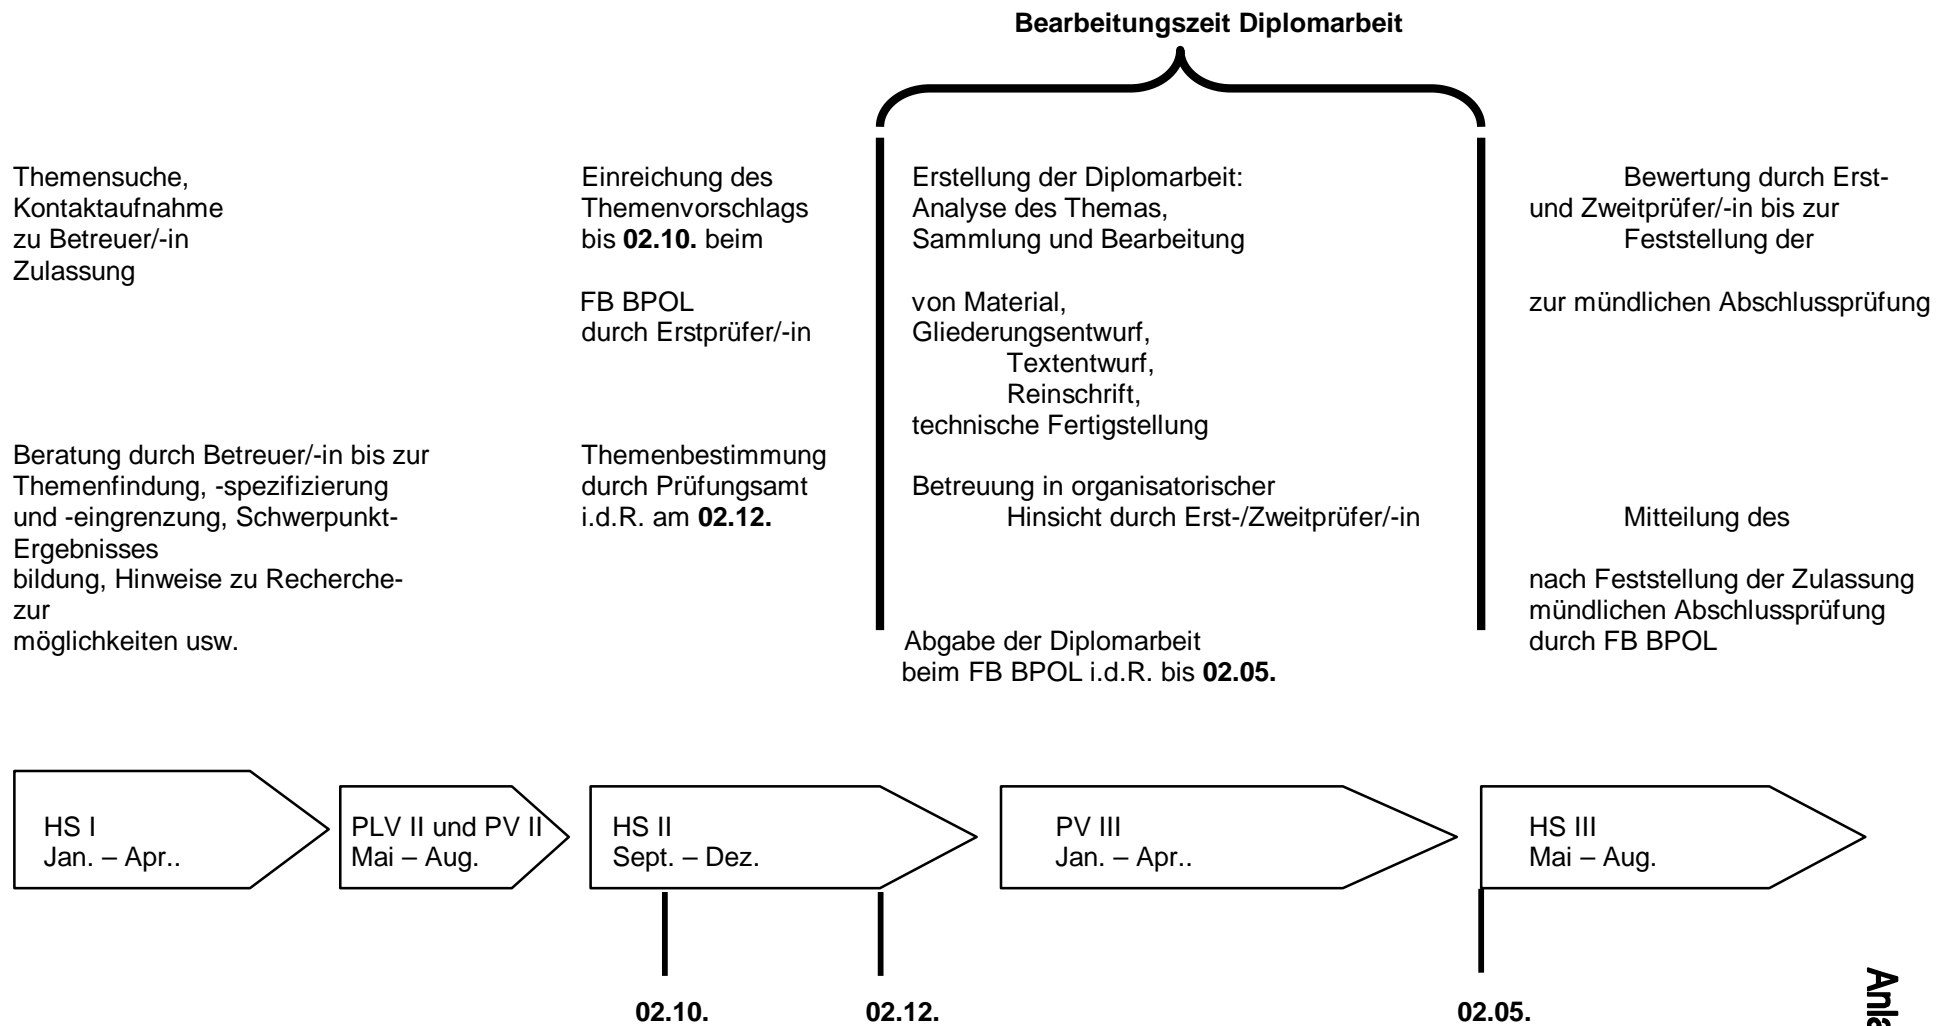 Bearbeitungszeit Diplomarbeit
Themensuche,
Kontaktaufnahme
zu Betreuer/-in
Zulassung
Einreichung des
Themenvorschlags
bis 02.10. beim
FB BPOL
durch Erstprüfer/-in
Erstellung der Diplomarbeit:
Analyse des Themas,
Sammlung und Bearbeitung
von Material,
Gliederungsentwurf,
Textentwurf,
Reinschrift,
technische Fertigstellung
Bewertung durch Erst-
und Zweitprüfer/-in bis zur
Feststellung der
zur mündlichen Abschlussprüfung
Beratung durch Betreuer/-in bis zur
Themenfindung, -spezifizierung
und -eingrenzung, Schwerpunkt-
Ergebnisses
bildung, Hinweise zu Recherche-
zur
möglichkeiten usw.
Themenbestimmung
durch Prüfungsamt
i.d.R. am 02.12.
Betreuung in organisatorischer
Hinsicht durch Erst-/Zweitprüfer/-in
Abgabe der Diplomarbeit
beim FB BPOL i.d.R. bis 02.05.
Mitteilung des
nach Feststellung der Zulassung
mündlichen Abschlussprüfung
durch FB BPOL
HS I
Jan. – Apr..
PLV II und PV II
Mai – Aug.
HS II
Sept. – Dez.
PV III
Jan. – Apr..
HS III
Mai – Aug.
02.10.
02.12.
02.05.